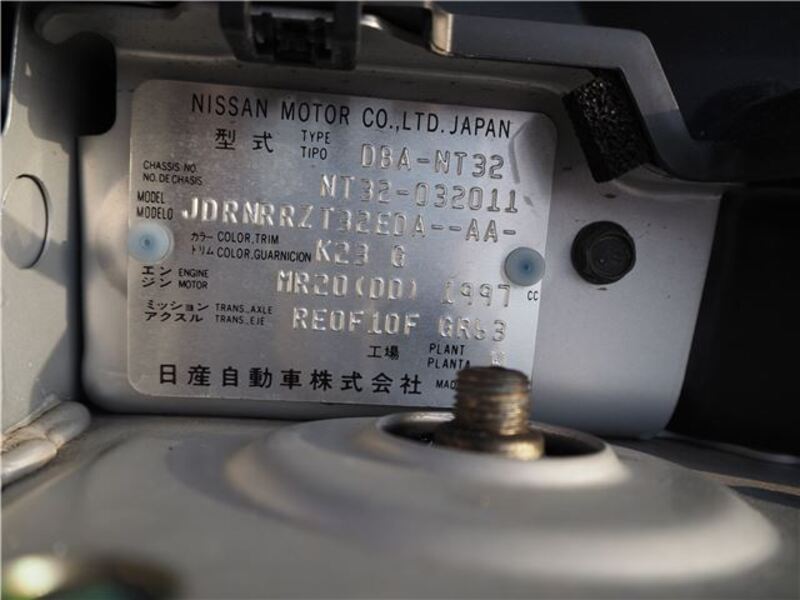 NISSAN MOTOR CO.,LTD. JAPAN
型式 TYPE TIPO DBA-NT32
CHASSIS NO. NO. DE CHASIS NT32-032011
MODEL MODELO JDRNRRZT32EDA--AA-
カラー COLOR,TRIM
トリム COLOR,GUARNICION K23 G
エンジン ENGINE MOTOR MR20(DD) 1997 CC
ミッション TRANS.,AXLE
アクスル TRANS.,EJE RE0F10F GR63
工場 PLANT PLANTA
日産自動車株式会社 MAD